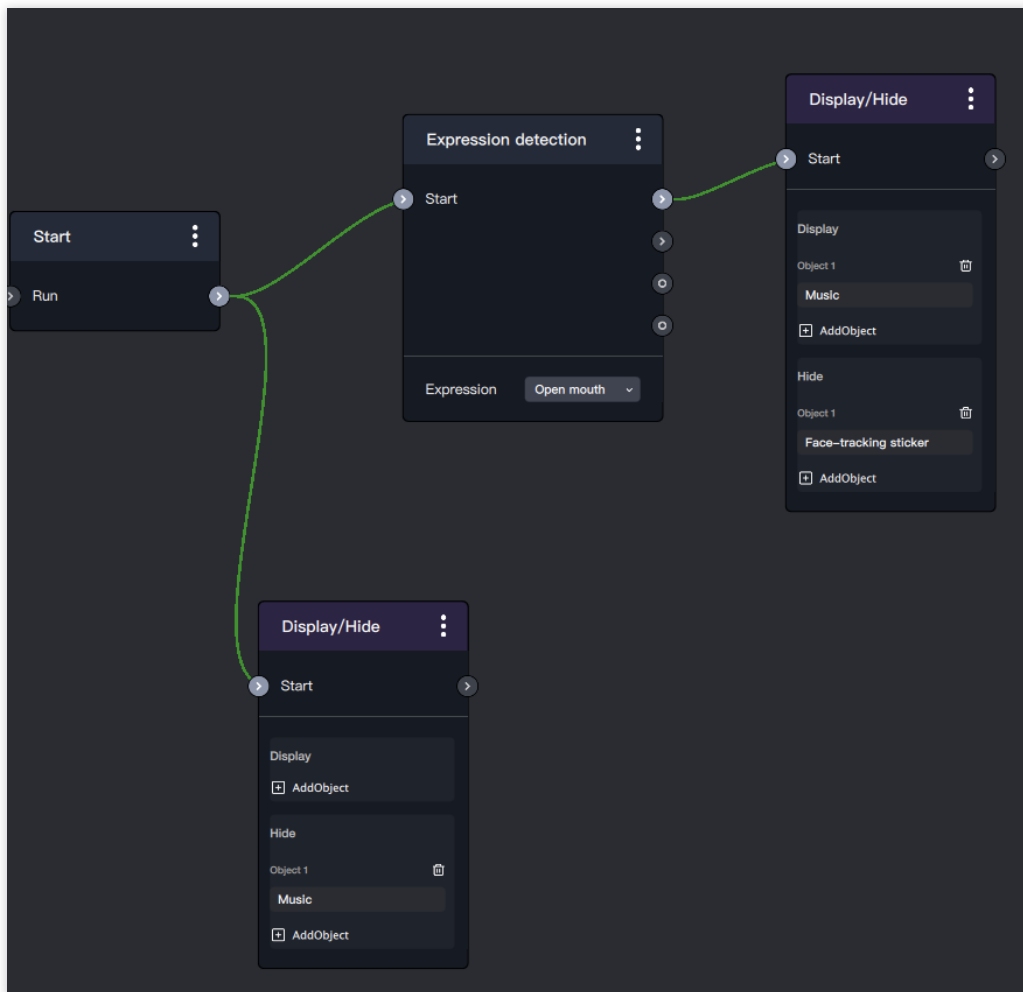 Start
Run
Expression detection
Start
Expression
Open mouth
Display/Hide
Start
Display
Object 1
Music
AddObject
Hide
Object 1
Face-tracking sticker
AddObject
Display/Hide
Start
Display
AddObject
Hide
Object 1
Music
AddObject